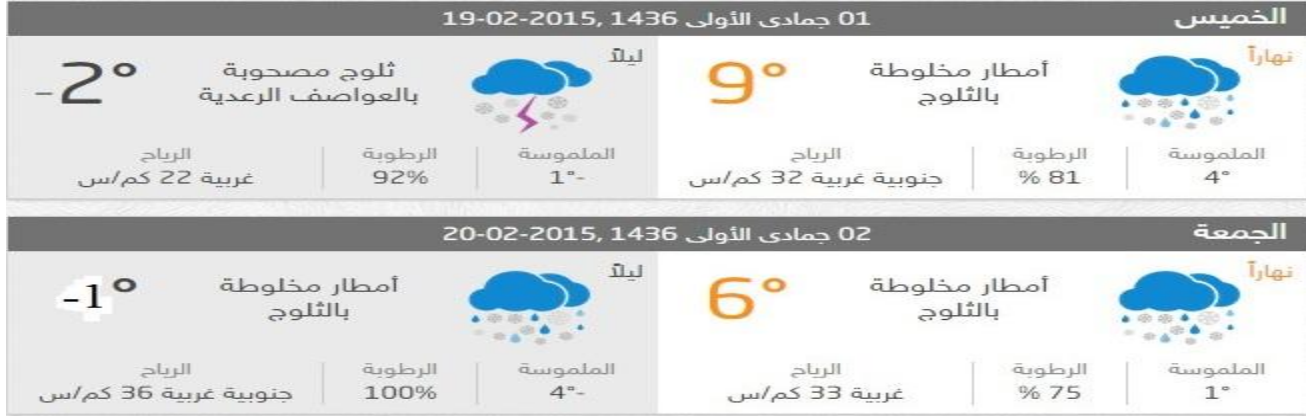 الخميس
01 جمادى الأولى 1436, 19-02-2015
نهاراً
أمطار مخلوطة
بالثلوج
9°
الملموسة
4°
الرطوبة
81 %
الرياح
جنوبية غربية 32 كم/س
ليلاً
ثلوج مصحوبة
بالعواصف الرعدية
-2°
الملموسة
1°-
الرطوبة
92%
الرياح
غربية 22 كم/س
الجمعة
02 جمادى الأولى 1436, 20-02-2015
نهاراً
أمطار مخلوطة
بالثلوج
6°
الملموسة
1°
الرطوبة
75 %
الرياح
غربية 33 كم/س
ليلاً
أمطار مخلوطة
بالثلوج
-1°
الملموسة
4°-
الرطوبة
100%
الرياح
جنوبية غربية 36 كم/س